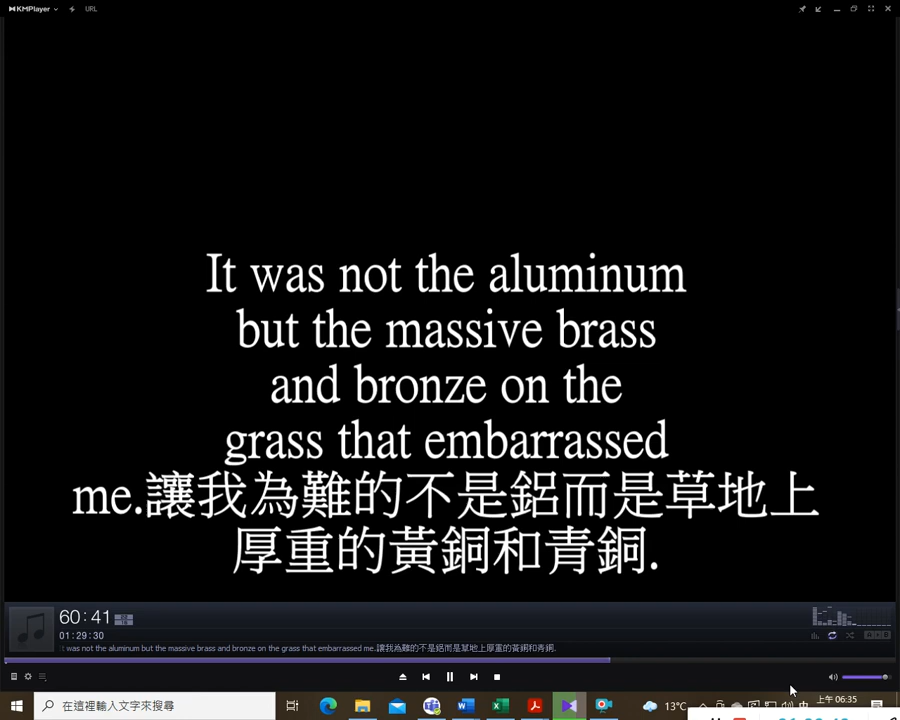 KMPlayer
URL
It was not the aluminum
but the massive brass
and bronze on the
grass that embarrassed
me.讓我為難的不是鋁而是草地上
厚重的黃銅和青銅.
60:41
01:29:30
t was not the aluminum but the massive brass and bronze on the grass that embarrassed me.讓我為難的不是鋁而是草地上厚重的黃銅和青銅.
在這裡輸入文字來搜尋
13°C
中
上午 06:35